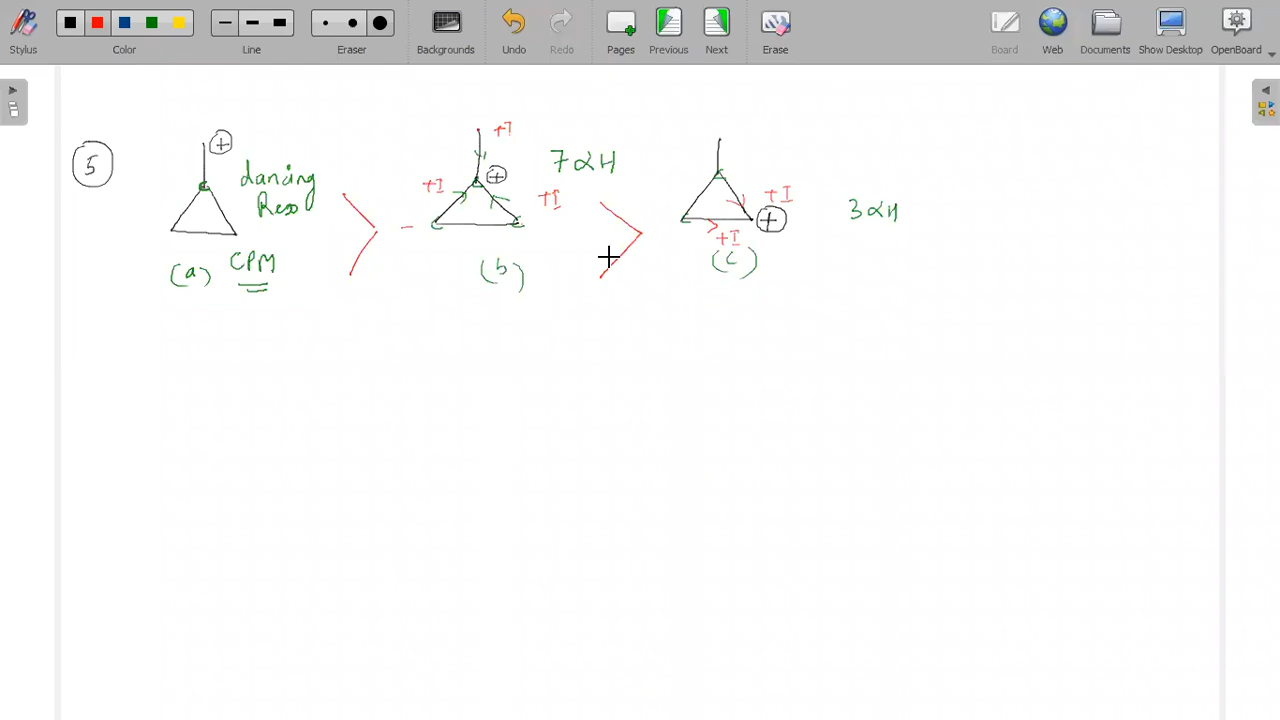 Stylus
Color
Line
Eraser
Backgrounds
Undo
Redo
Pages
Previous
Next
Erase
Board
Web
Documents
Show Desktop
OpenBoard
5
⊕
dancing
Reso
(a) CPM
+I
+I
⊕
+I
7αH
(b)
+I
⊕
+I
(c)
3αH